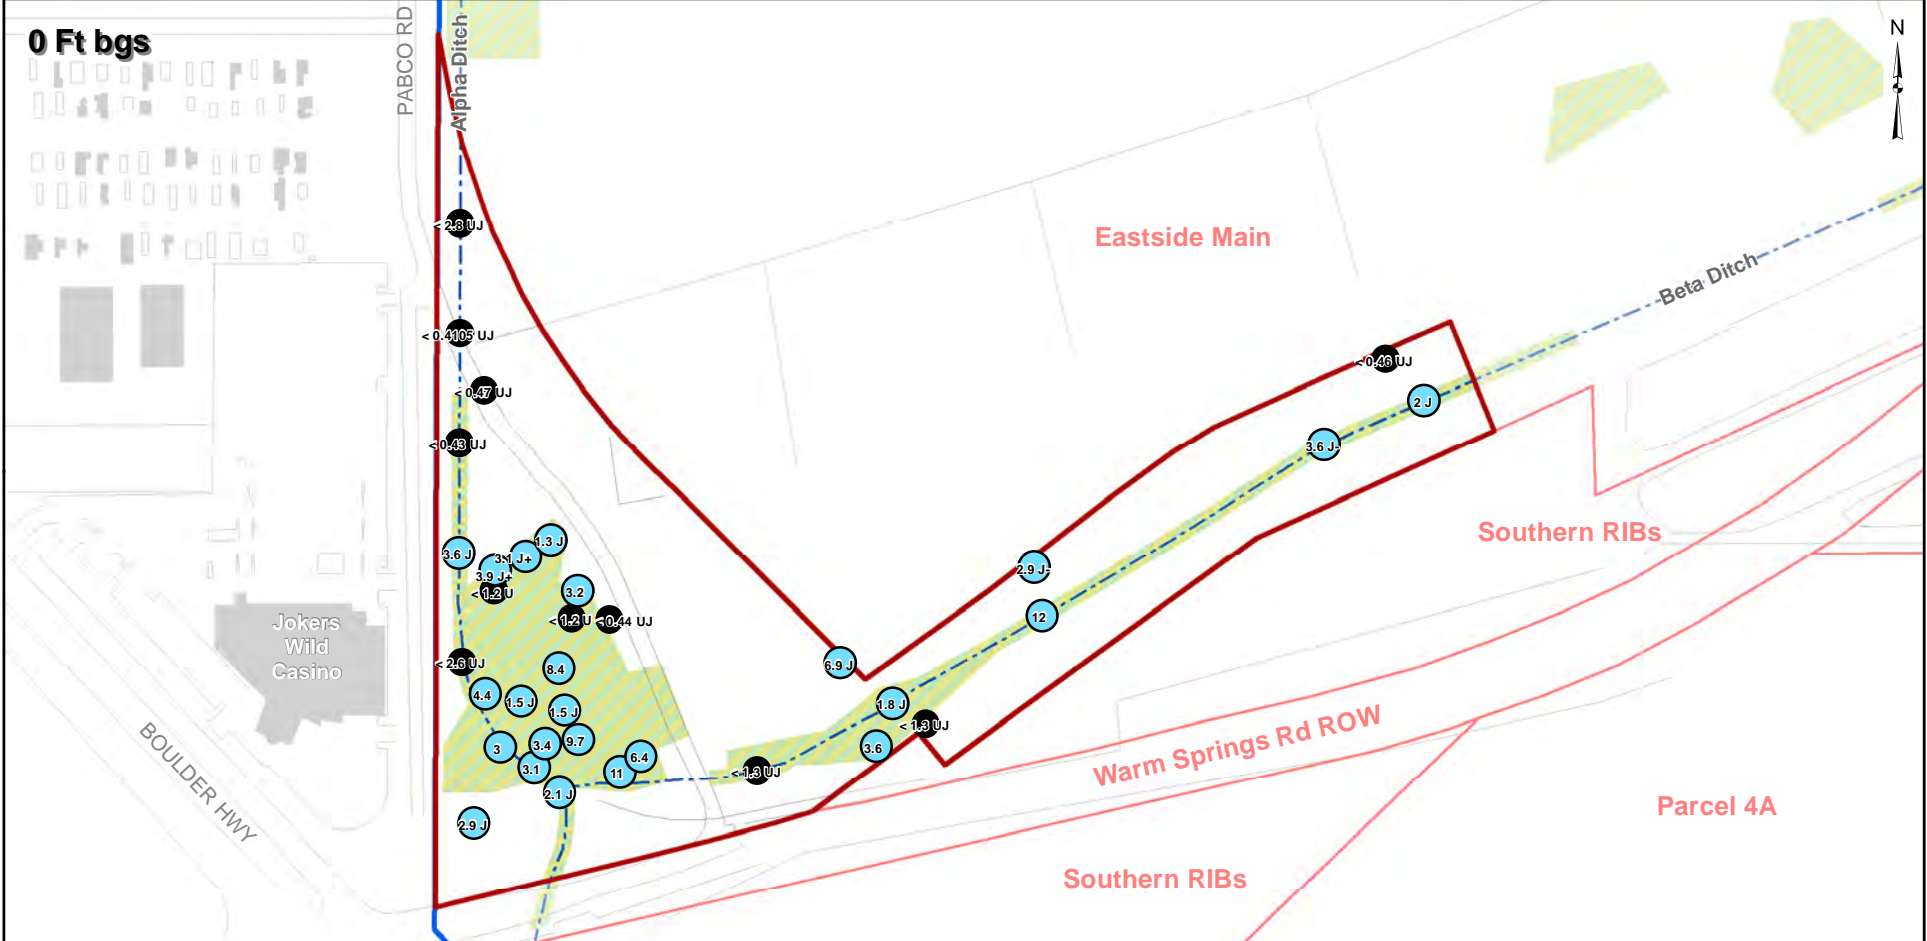 0 Ft bgs
PABCO RD
Alpha Ditch
N
< 2.8 UJ
Eastside Main
Beta Ditch
< 0.4105 UJ
< 0.46 UJ
< 0.47 UJ
2 J
< 0.43 UJ
3.6 J-
Southern RIBs
1.3 J
3.6 J
3.1 J+
3.9 J+
2.9 J-
< 1.2 U
3.2
12
< 1.2 U
< 0.44 UJ
Jokers
Wild
Casino
< 2.6 UJ
8.4
6.9 J
4.4
1.5 J
1.5 J
1.8 J
< 1.3 UJ
3
3.4
9.7
3.6
Warm Springs Rd ROW
6.4
3.1
11
< 1.3 UJ
BOULDER HWY
2.1 J
Parcel 4A
2.9 J
Southern RIBs